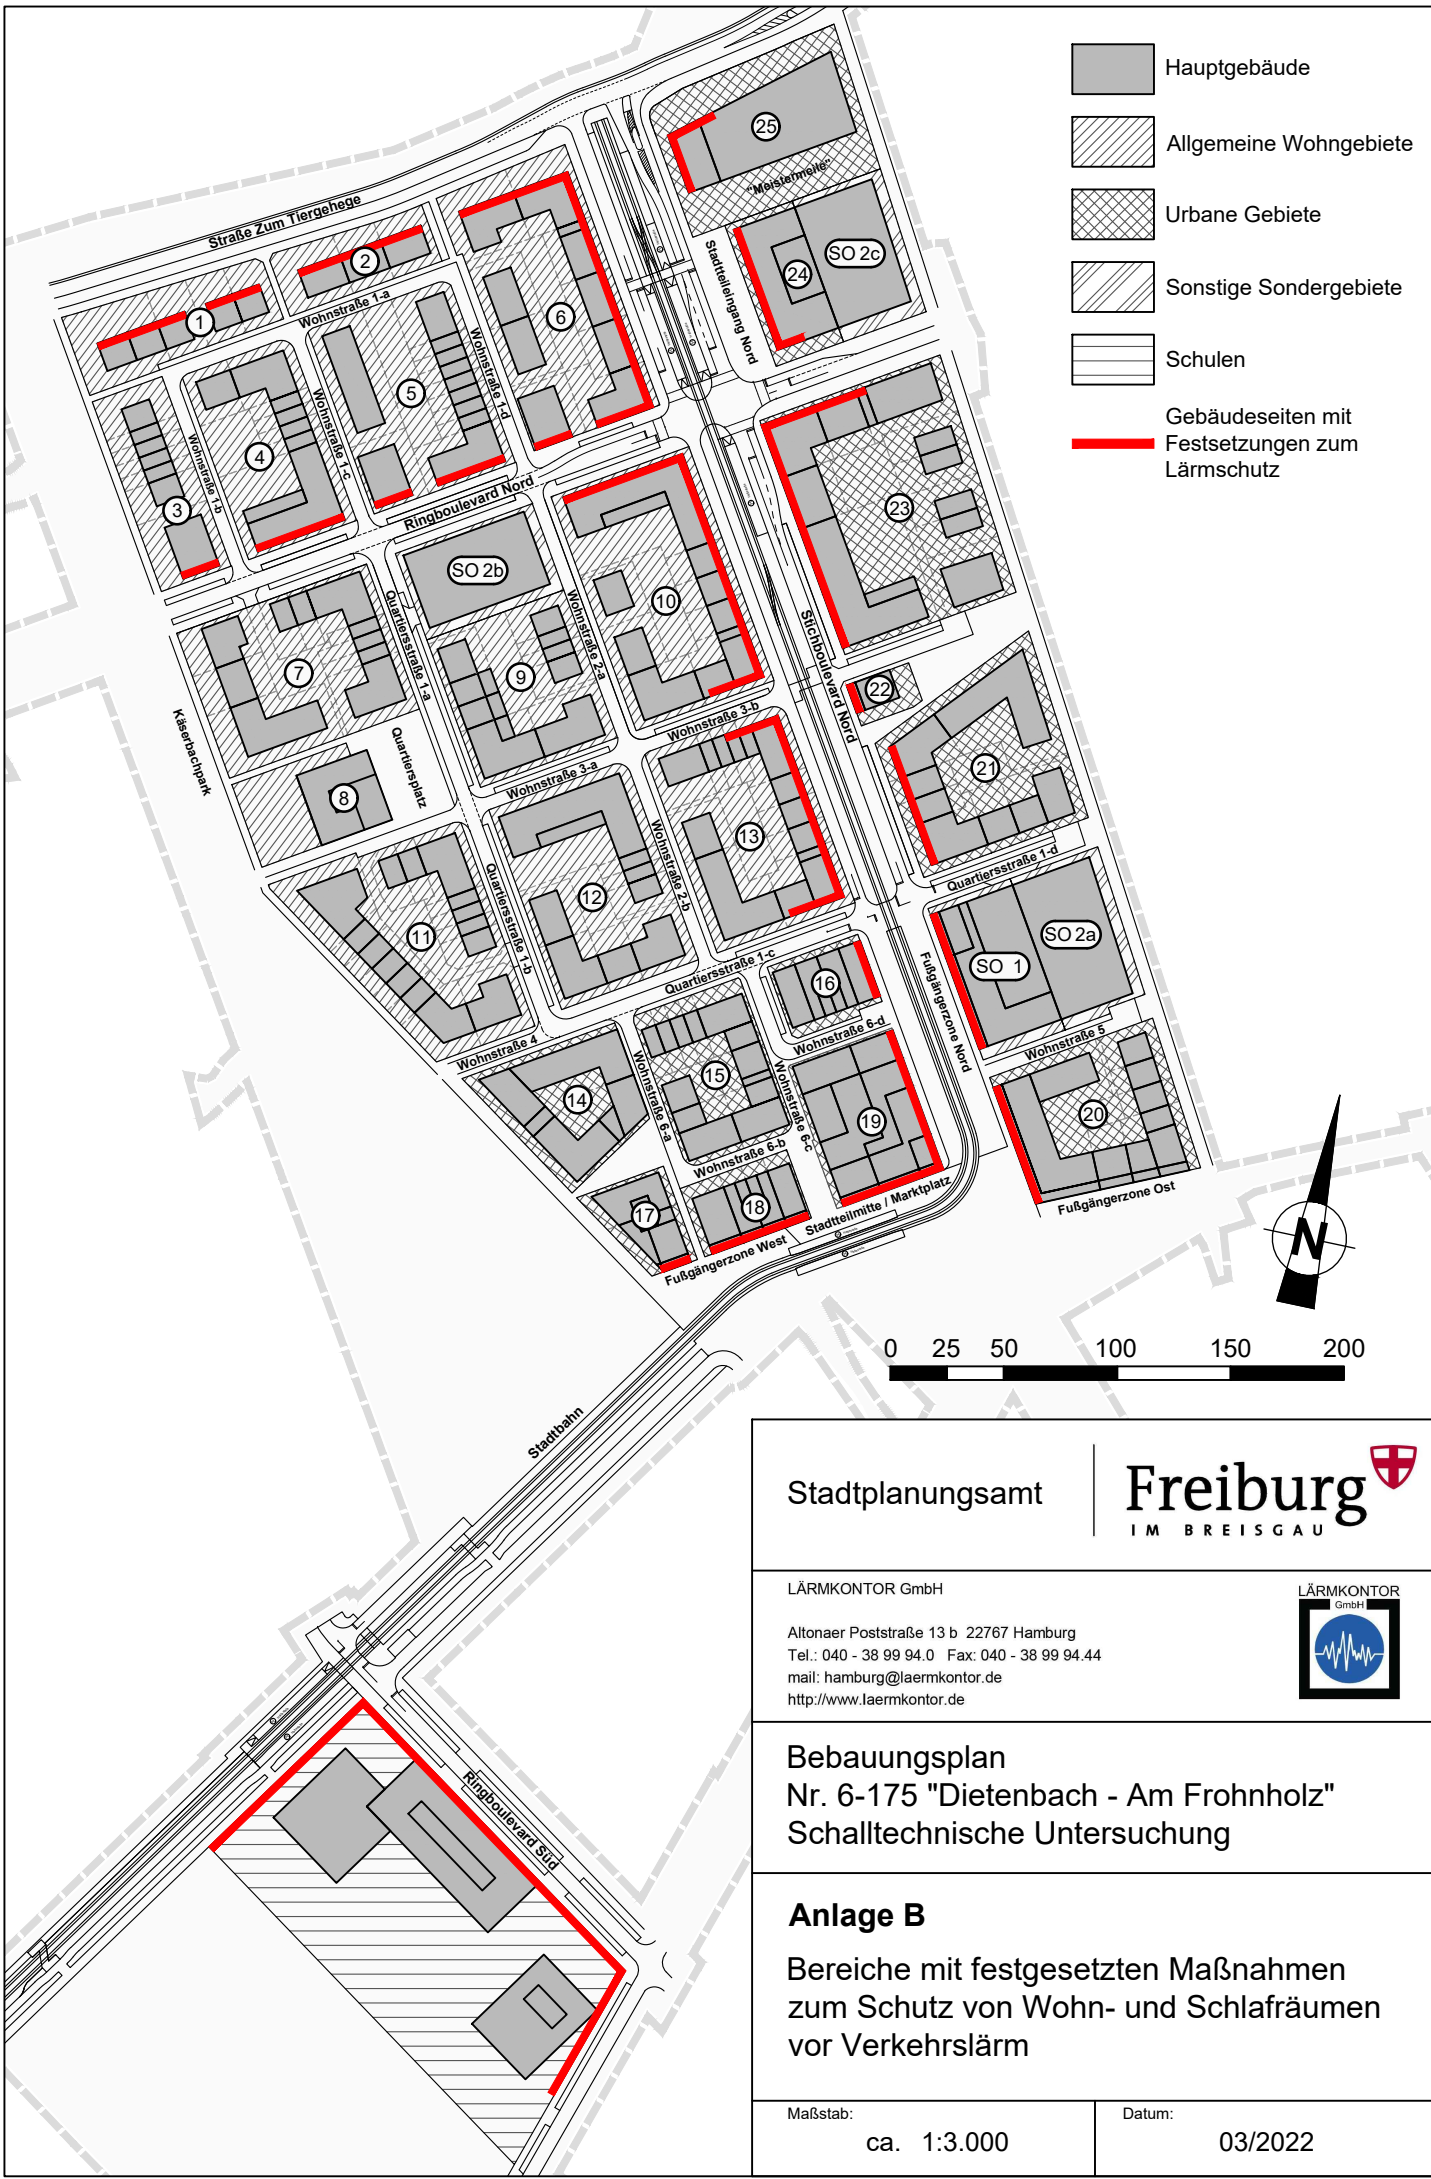 Hauptgebäude
Allgemeine Wohngebiete
Urbane Gebiete
Sonstige Sondergebiete
Schulen
Gebäudeseiten mit
Festsetzungen zum
Lärmschutz
25
"Meistermeile"
Straße Zum Tiergehege
Stadtteileingang Nord
24
SO 2c
1
2
Wohnstraße 1-a
6
5
Wohnstraße 1-d
4
Wohnstraße 1-c
3
Wohnstraße 1-b
Ringboulevard Nord
23
SO 2b
Quartiersstraße 1-a
10
Wohnstraße 2-a
Stichboulevard Nord
7
9
22
Käserbachpark
Wohnstraße 3-b
Quartiersplatz
8
Wohnstraße 3-a
21
13
Wohnstraße 2-b
12
Quartiersstraße 1-b
11
Quartiersstraße 1-d
SO 1
SO 2a
Quartiersstraße 1-c
16
Fußgängerzone Nord
Wohnstraße 4
Wohnstraße 6-d
Wohnstraße 5
14
15
Wohnstraße 6-a
Wohnstraße 6-c
19
20
Wohnstraße 6-b
17
18
Stadtteilmitte / Marktplatz
Fußgängerzone West
Fußgängerzone Ost
N
0 25 50 100 150 200
Stadtbahn
Ringboulevard Süd
Stadtplanungsamt
Freiburg
IM BREISGAU
LÄRMKONTOR GmbH
Altonaer Poststraße 13 b 22767 Hamburg
Tel.: 040 - 38 99 94.0 Fax: 040 - 38 99 94.44
mail: hamburg@laermkontor.de
http://www.laermkontor.de
LÄRMKONTOR
GmbH
Bebauungsplan
Nr. 6-175 "Dietenbach - Am Frohnholz"
Schalltechnische Untersuchung
Anlage B
Bereiche mit festgesetzten Maßnahmen
zum Schutz von Wohn- und Schlafräumen
vor Verkehrslärm
Maßstab:
ca. 1:3.000
Datum:
03/2022